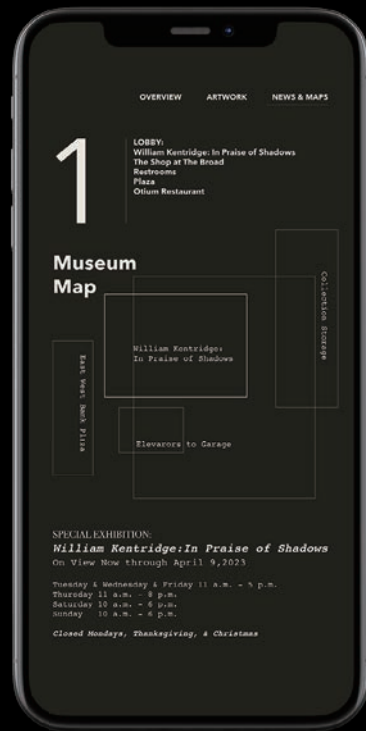 OVERVIEW ARTWORK NEWS & MAPS
1
LOBBY:
William Kentridge: In Praise of Shadows
The Shop at The Broad
Restrooms
Plaza
Otium Restaurant
Museum
Map
Collection Storage
William Kentridge:
In Praise of Shadows
East West Bank Plaza
Elevarors to Garage
SPECIAL EXHIBITION:
William Kentridge:In Praise of Shadows
On View Now through April 9,2023
Tuesday & Wednesday & Friday 11 a.m. - 5 p.m.
Thursday 11 a.m. - 8 p.m.
Saturday 10 a.m. - 6 p.m.
Sunday 10 a.m. - 6 p.m.
Closed Mondays, Thanksgiving, & Christmas